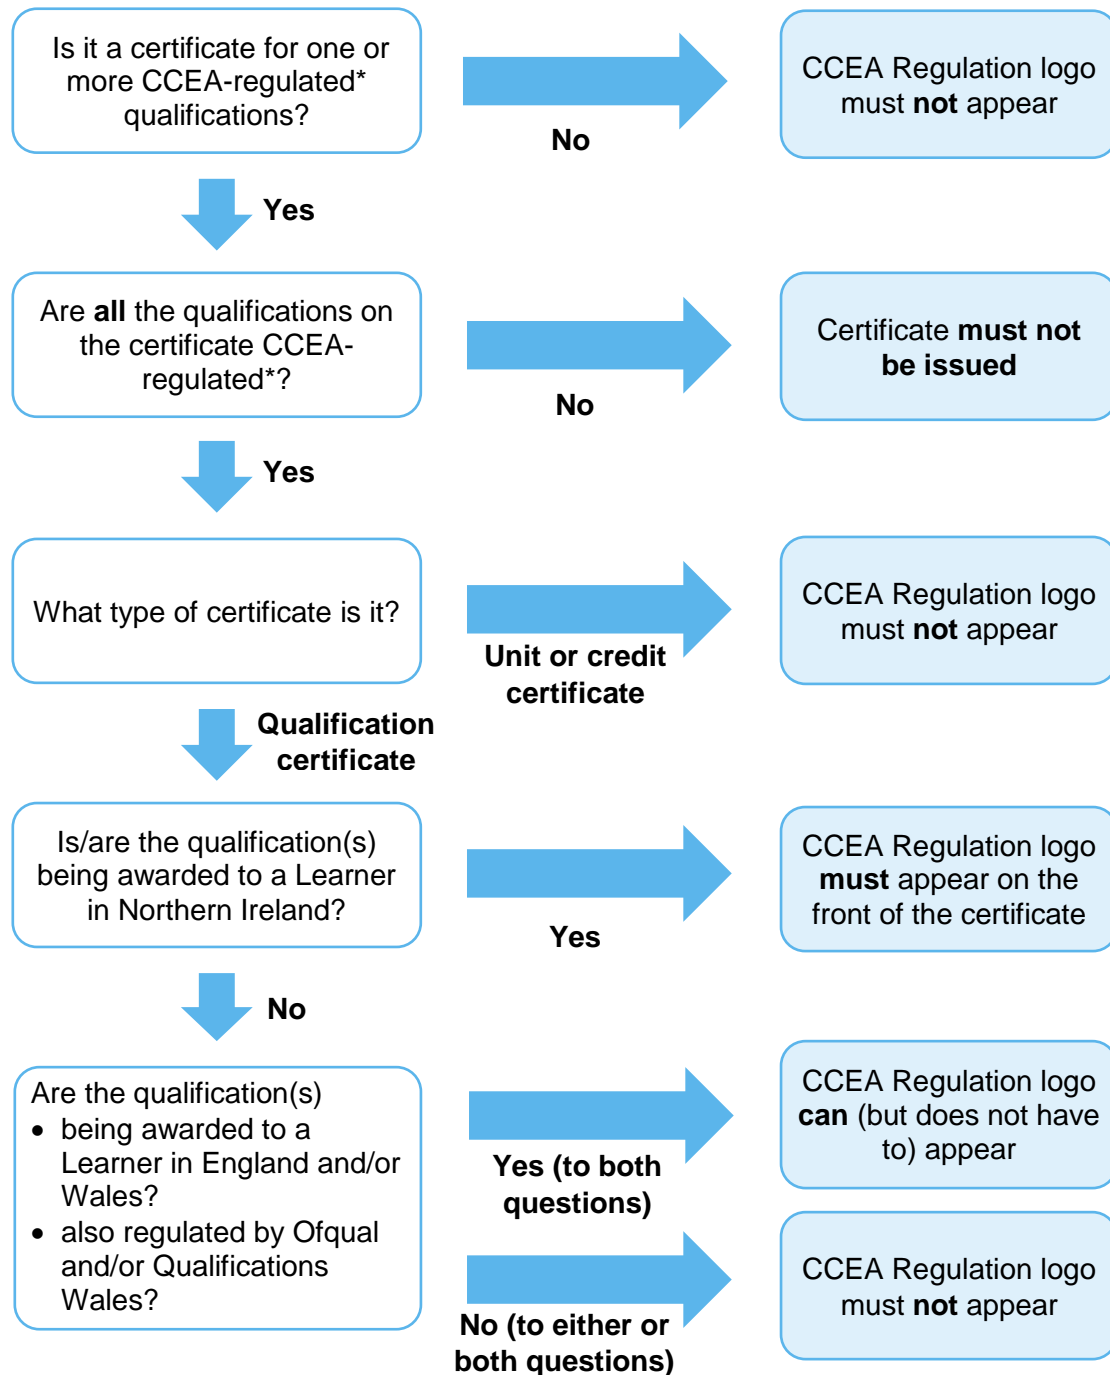 Is it a certificate for one or
more CCEA-regulated*
qualifications?
No
CCEA Regulation logo
must not appear
Yes
Are all the qualifications on
the certificate CCEA-
regulated*?
No
Certificate must not
be issued
Yes
What type of certificate is it?
Unit or credit
certificate
CCEA Regulation logo
must not appear
Qualification
certificate
Is/are the qualification(s)
being awarded to a Learner
in Northern Ireland?
Yes
CCEA Regulation logo
must appear on the
front of the certificate
No
Are the qualification(s)
• being awarded to a
Learner in England and/or
Wales?
• also regulated by Ofqual
and/or Qualifications
Wales?
Yes (to both
questions)
CCEA Regulation logo
can (but does not have
to) appear
No (to either or
both questions)
CCEA Regulation logo
must not appear